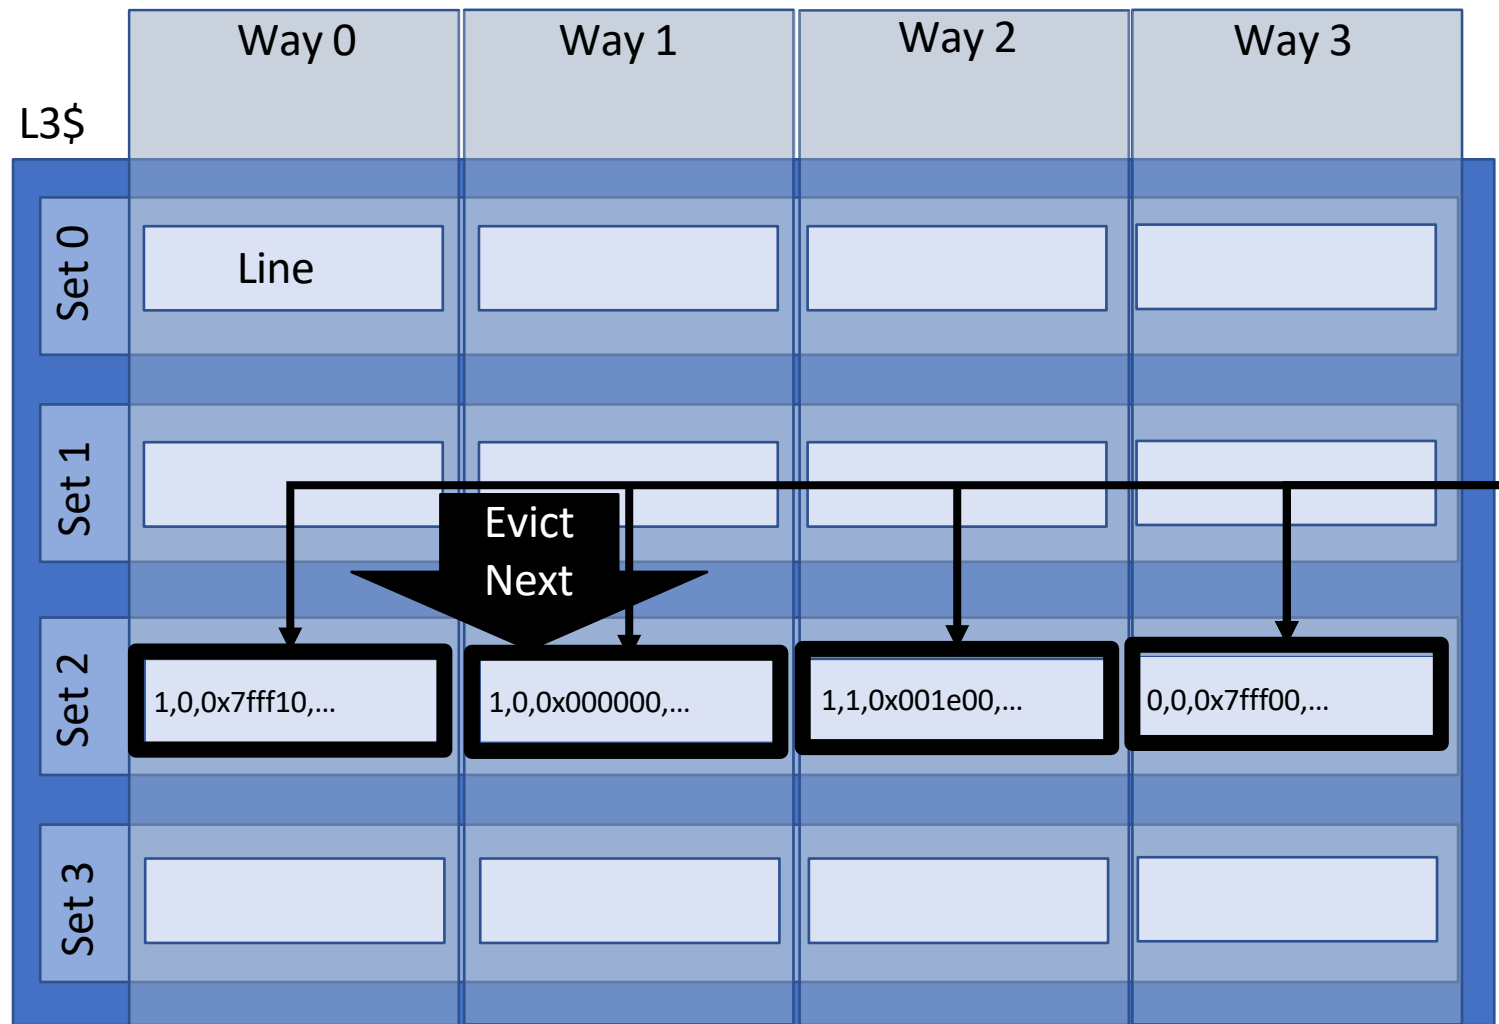 Way 0
Way 1
Way 2
Way 3
L3$
Set 0
Line
Set 1
Evict
Next
Set 2
1,0,0x7fff10,...
1,0,0x000000,...
1,1,0x001e00,...
0,0,0x7fff00,...
Set 3